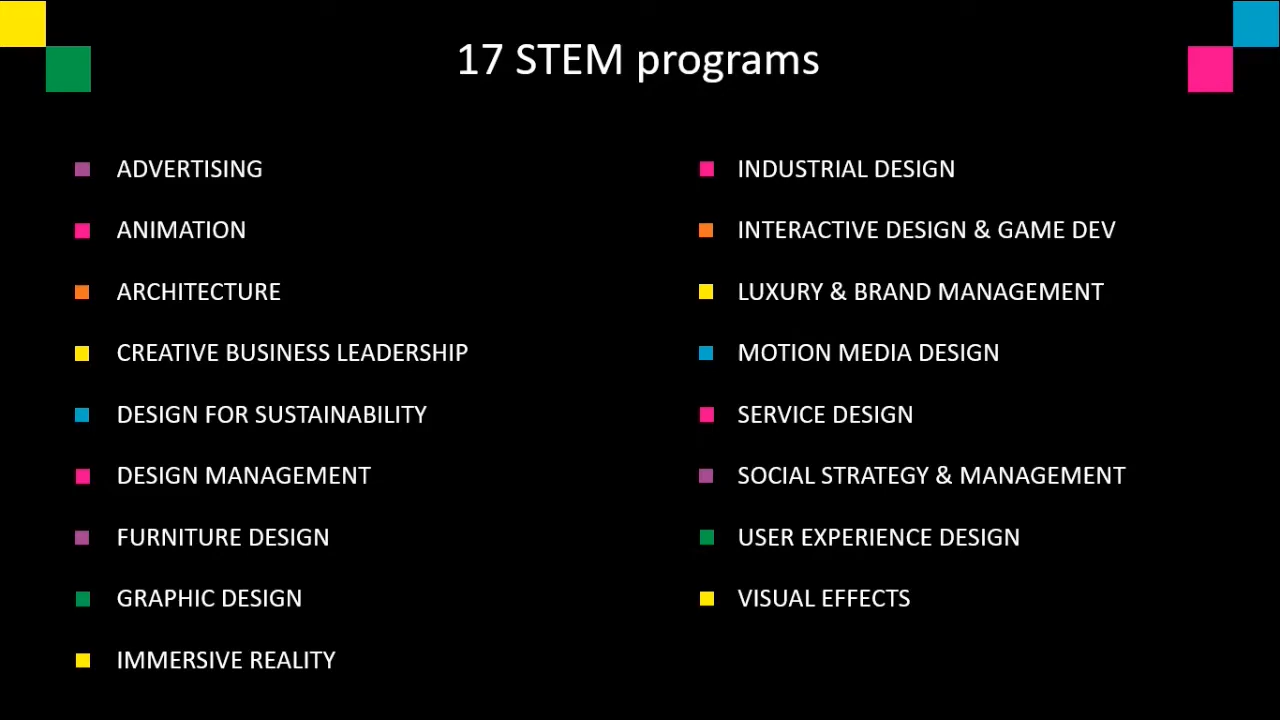 17 STEM programs
ADVERTISING
ANIMATION
ARCHITECTURE
CREATIVE BUSINESS LEADERSHIP
DESIGN FOR SUSTAINABILITY
DESIGN MANAGEMENT
FURNITURE DESIGN
GRAPHIC DESIGN
IMMERSIVE REALITY
INDUSTRIAL DESIGN
INTERACTIVE DESIGN & GAME DEV
LUXURY & BRAND MANAGEMENT
MOTION MEDIA DESIGN
SERVICE DESIGN
SOCIAL STRATEGY & MANAGEMENT
USER EXPERIENCE DESIGN
VISUAL EFFECTS